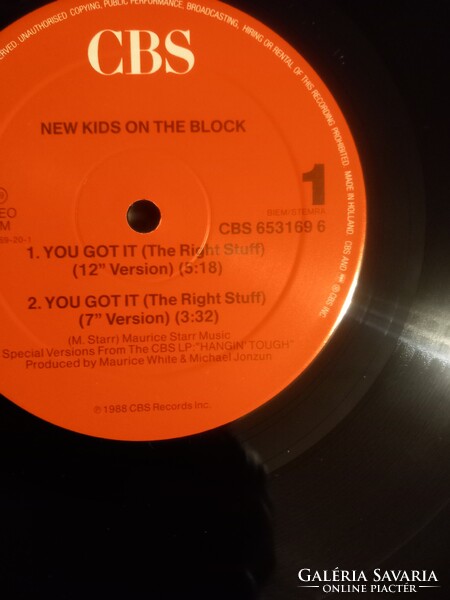 RESERVED. UNAUTHORISED COPYING, PUBLIC PERFORMANCE, BROADCASTING, HIRING OR RENTAL OF THIS RECORDING PROHIBITED. MADE IN HOLLAND
CBS
NEW KIDS ON THE BLOCK
1
BIEM/STEMRA
CBS 653169 6
1. YOU GOT IT (The Right Stuff)
(12" Version) (5:18)
2. YOU GOT IT (The Right Stuff)
(7" Version) (3:32)
(M. Starr) Maurice Starr Music
Special Versions From The CBS LP: "HANGIN' TOUGH"
Produced by Maurice White & Michael Jonzun
℗ 1988 CBS Records Inc.
GALÉRIA SAVARIA
ONLINE PIACTÉR